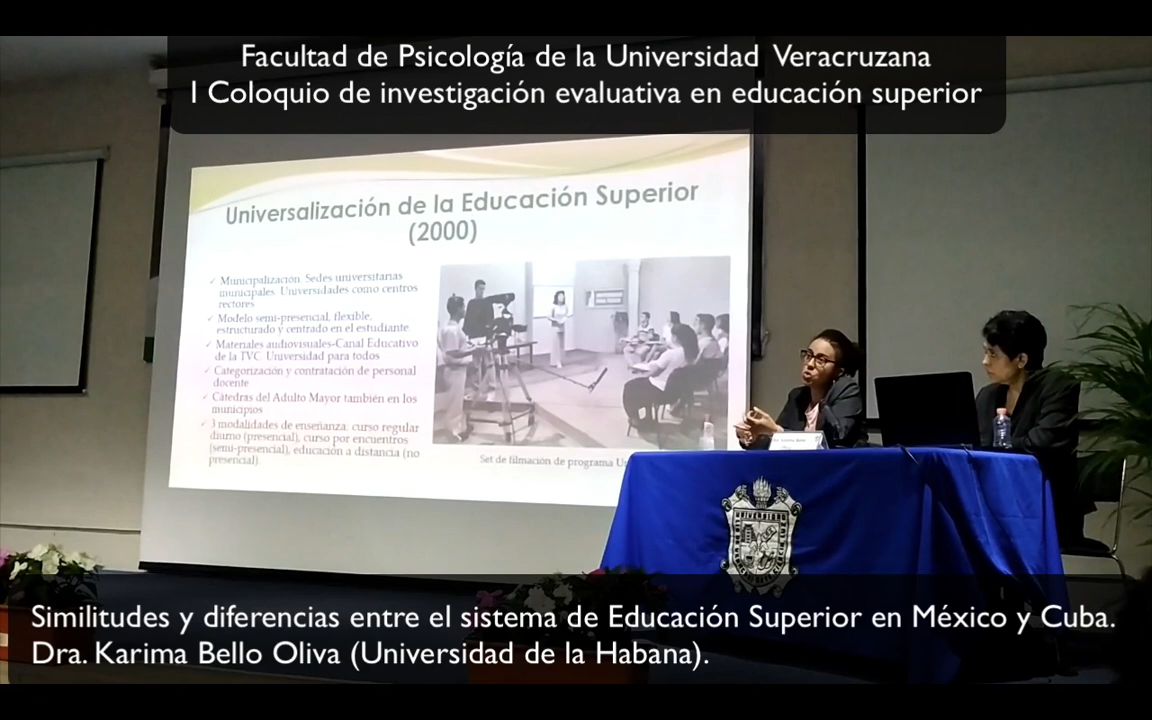 Facultad de Psicología de la Universidad Veracruzana
I Coloquio de investigación evaluativa en educación superior
Universalización de la Educación Superior
(2000)
✓ Municipalización. Sedes universitarias
municipales. Universidades como centros
rectores
✓ Modelo semi-presencial, flexible,
estructurado y centrado en el estudiante.
✓ Materiales audiovisuales-Canal Educativo
de la TVC. Universidad para todos
✓ Categorización y contratación de personal
docente
✓ Cátedras del Adulto Mayor también en los
municipios
✓ 3 modalidades de enseñanza: curso regular
diurno (presencial), curso por encuentros
(semi-presencial), educación a distancia (no
presencial).
Set de filmación de programa
Similitudes y diferencias entre el sistema de Educación Superior en México y Cuba.
Dra. Karima Bello Oliva (Universidad de la Habana).